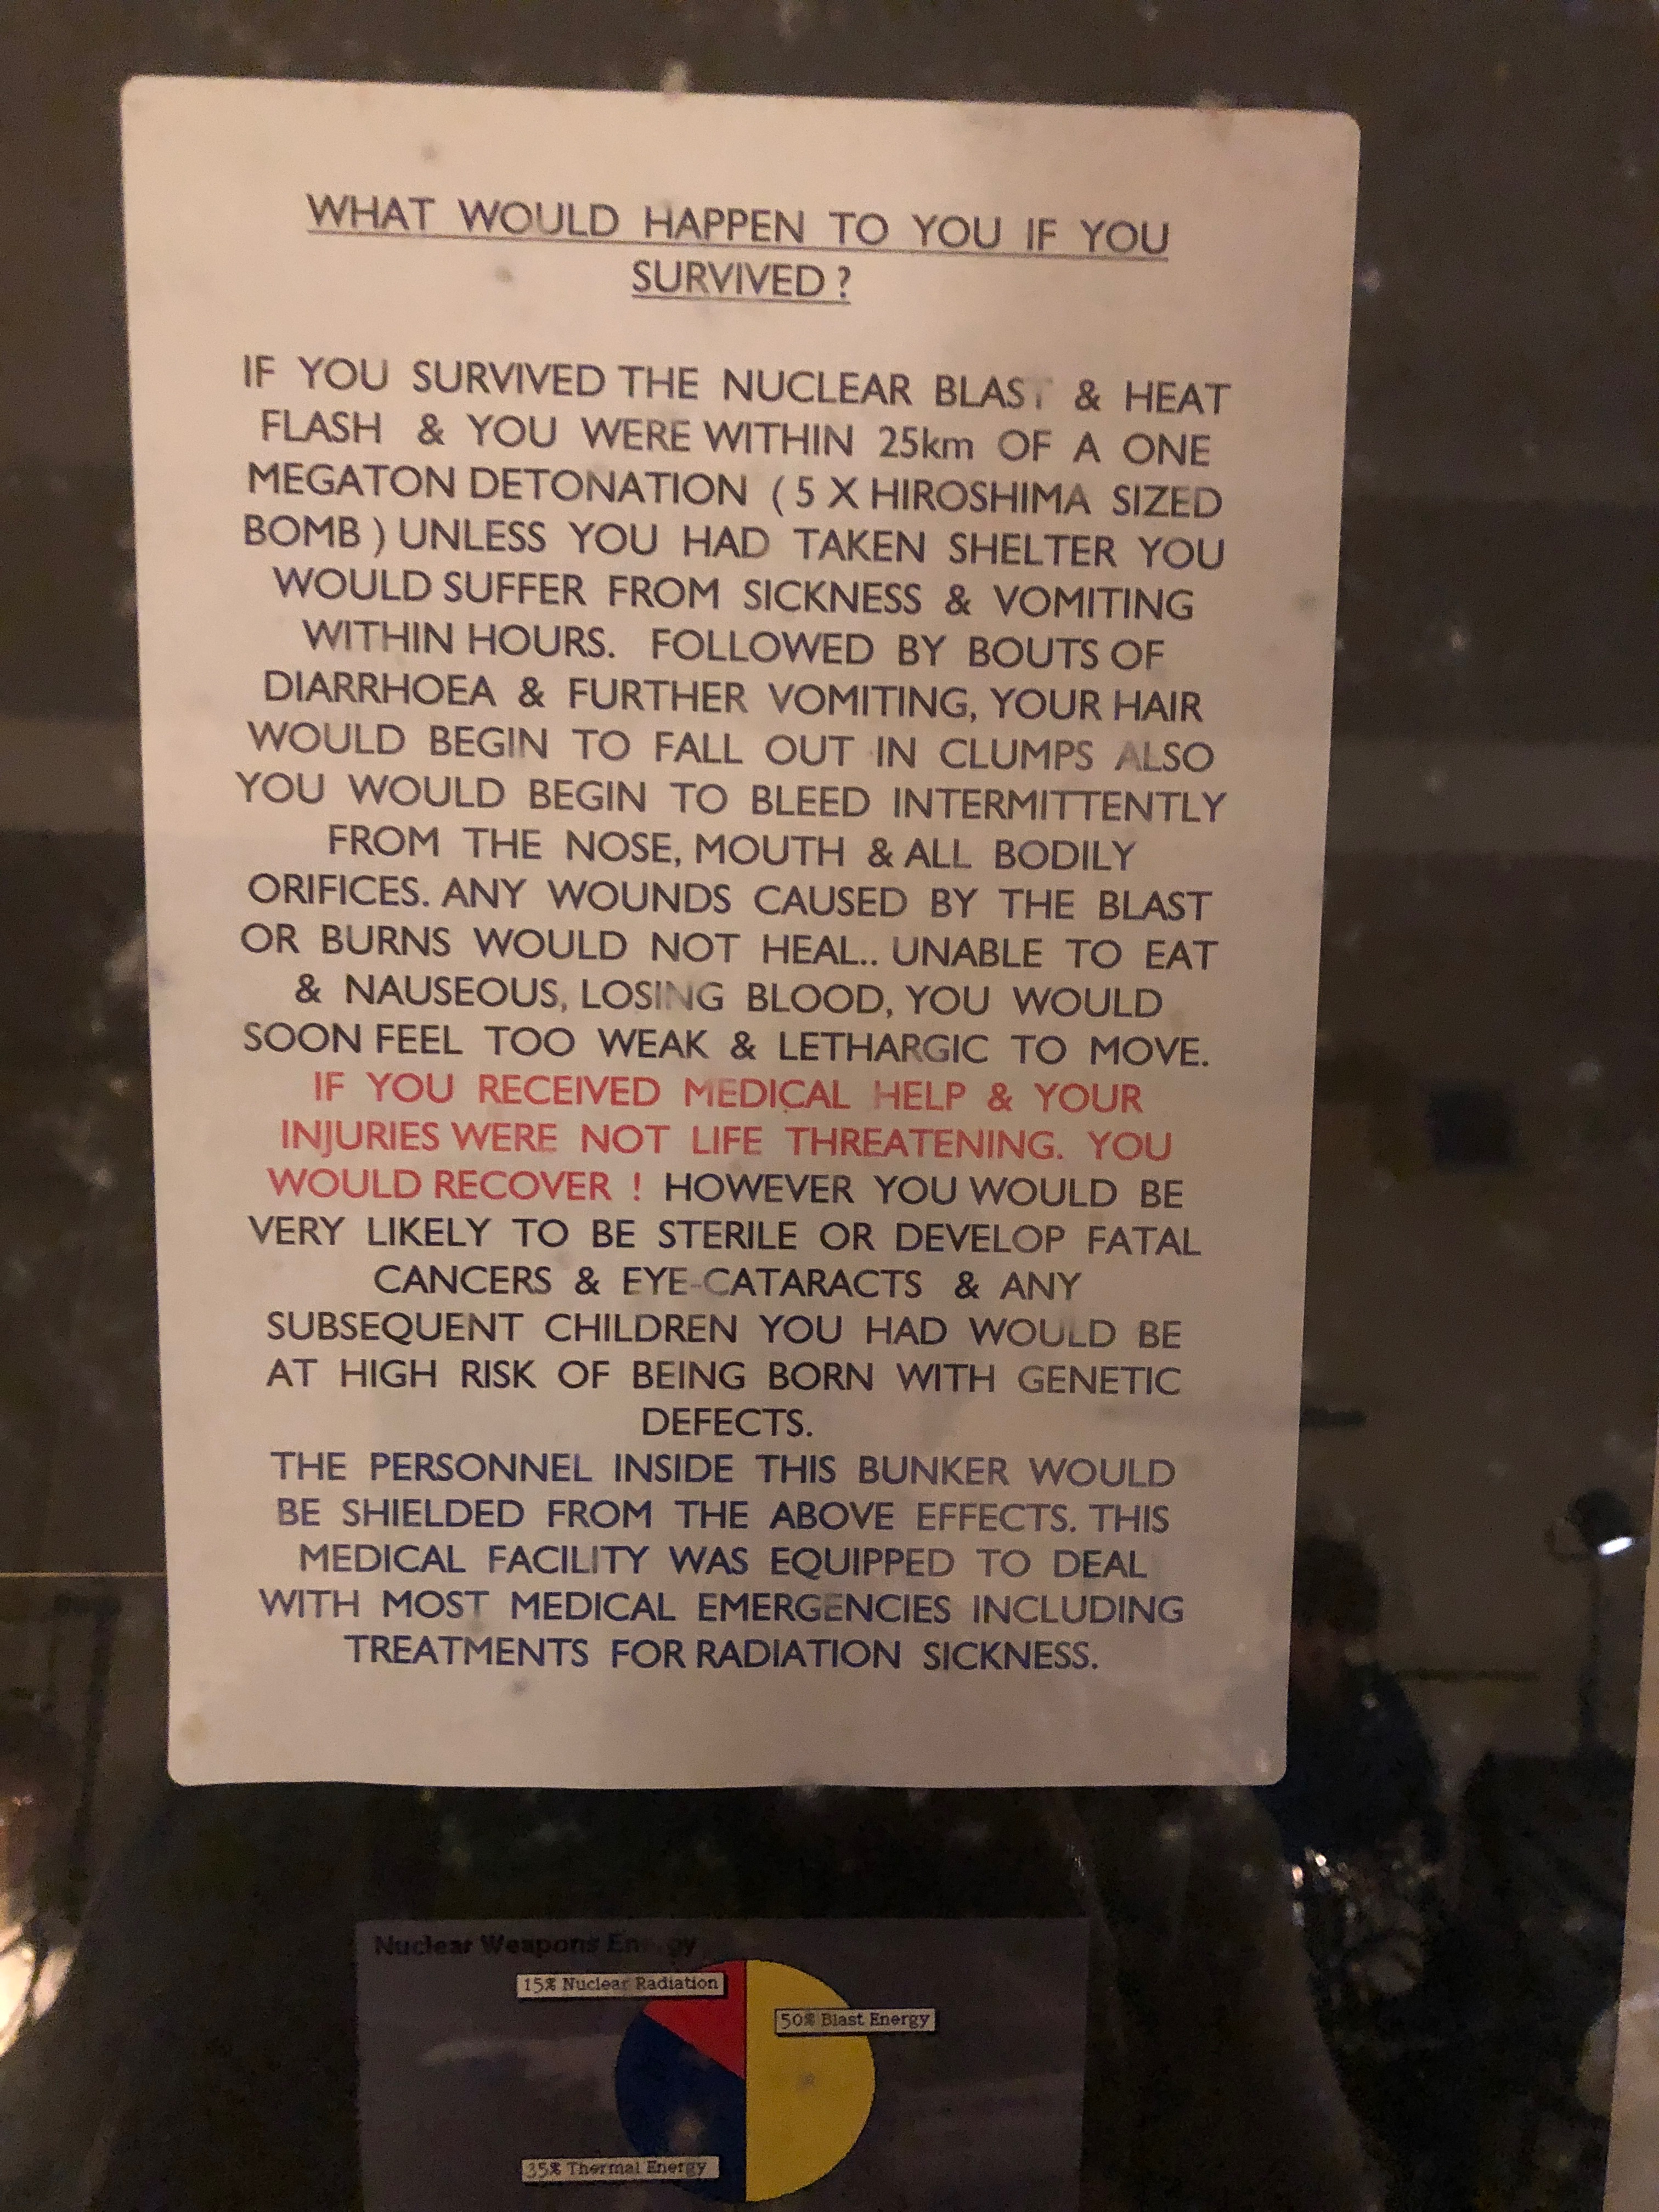 WHAT WOULD HAPPEN TO YOU IF YOU
SURVIVED ?
IF YOU SURVIVED THE NUCLEAR BLAST & HEAT
FLASH & YOU WERE WITHIN 25km OF A ONE
MEGATON DETONATION ( 5 X HIROSHIMA SIZED
BOMB ) UNLESS YOU HAD TAKEN SHELTER YOU
WOULD SUFFER FROM SICKNESS & VOMITING
WITHIN HOURS. FOLLOWED BY BOUTS OF
DIARRHOEA & FURTHER VOMITING, YOUR HAIR
WOULD BEGIN TO FALL OUT IN CLUMPS ALSO
YOU WOULD BEGIN TO BLEED INTERMITTENTLY
FROM THE NOSE, MOUTH & ALL BODILY
ORIFICES. ANY WOUNDS CAUSED BY THE BLAST
OR BURNS WOULD NOT HEAL.. UNABLE TO EAT
& NAUSEOUS, LOSING BLOOD, YOU WOULD
SOON FEEL TOO WEAK & LETHARGIC TO MOVE.
IF YOU RECEIVED MEDICAL HELP & YOUR
INJURIES WERE NOT LIFE THREATENING. YOU
WOULD RECOVER ! HOWEVER YOU WOULD BE
VERY LIKELY TO BE STERILE OR DEVELOP FATAL
CANCERS & EYE-CATARACTS & ANY
SUBSEQUENT CHILDREN YOU HAD WOULD BE
AT HIGH RISK OF BEING BORN WITH GENETIC
DEFECTS.
THE PERSONNEL INSIDE THIS BUNKER WOULD
BE SHIELDED FROM THE ABOVE EFFECTS. THIS
MEDICAL FACILITY WAS EQUIPPED TO DEAL
WITH MOST MEDICAL EMERGENCIES INCLUDING
TREATMENTS FOR RADIATION SICKNESS.
Nuclear Weapons Energy
15% Nuclear Radiation
50% Blast Energy
35% Thermal Energy